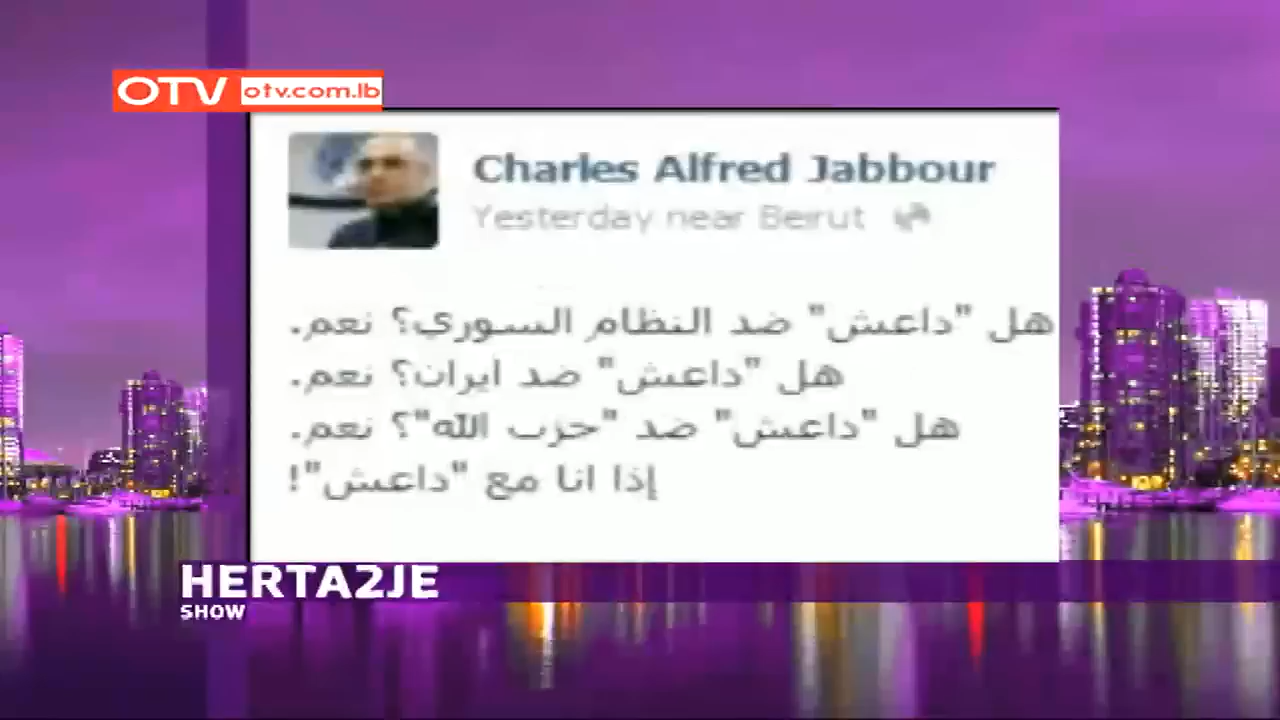 OTV otv.com.lb
Charles Alfred Jabbour
Yesterday near Beirut
هل "داعش" ضد النظام السوري؟ نعم.
هل "داعش" ضد ايران؟ نعم.
هل "داعش" ضد "حزب الله"؟ نعم.
إذا انا مع "داعش"!
HERTA2JE
SHOW